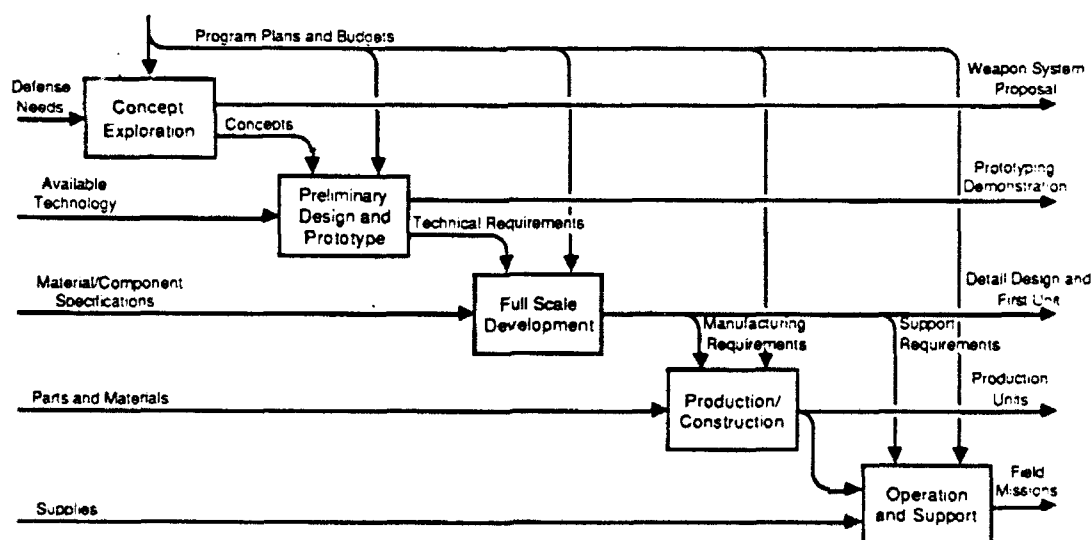 Program Plans and Budgets
Defense
Needs
Concept
Exploration
Weapon System
Proposal
Concepts
Available
Technology
Preliminary
Design and
Prototype
Prototyping
Demonstration
Technical Requirements
Material/Component
Specifications
Full Scale
Development
Detail Design and
First Unit
Manufacturing
Requirements
Support
Requirements
Parts and Materials
Production/
Construction
Production
Units
Supplies
Operation
and Support
Field
Missions